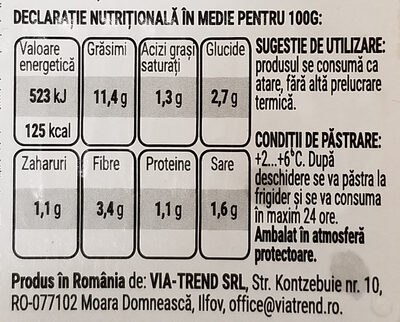 DECLARAȚIE NUTRIȚIONALĂ ÎN MEDIE PENTRU 100G:
Valoare energetică
523 kJ
125 kcal
Grăsimi
11,4 g
Acizi grași saturați
1,3 g
Glucide
2,7 g
Zaharuri
1,1 g
Fibre
3,4 g
Proteine
1,1 g
Sare
1,6 g
SUGESTIE DE UTILIZARE:
produsul se consumă ca
atare, fără altă prelucrare
termică.
CONDIȚII DE PĂSTRARE:
+2...+6°C. După
deschidere se va păstra la
frigider și se va consuma
în maxim 24 ore.
Ambalat în atmosferă
protectoare.
Produs în România de: VIA-TREND SRL, Str. Kontzebuie nr. 10,
RO-077102 Moara Domnească, Ilfov, office@viatrend.ro